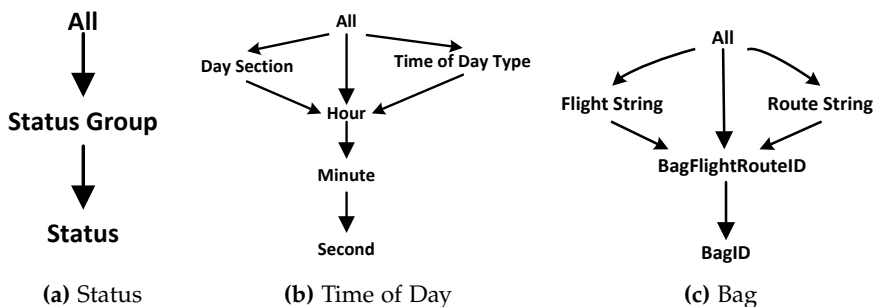 All
Status Group
Status
(a) Status
All
Day Section
Time of Day Type
Hour
Minute
Second
(b) Time of Day
All
Flight String
Route String
BagFlightRouteID
BagID
(c) Bag